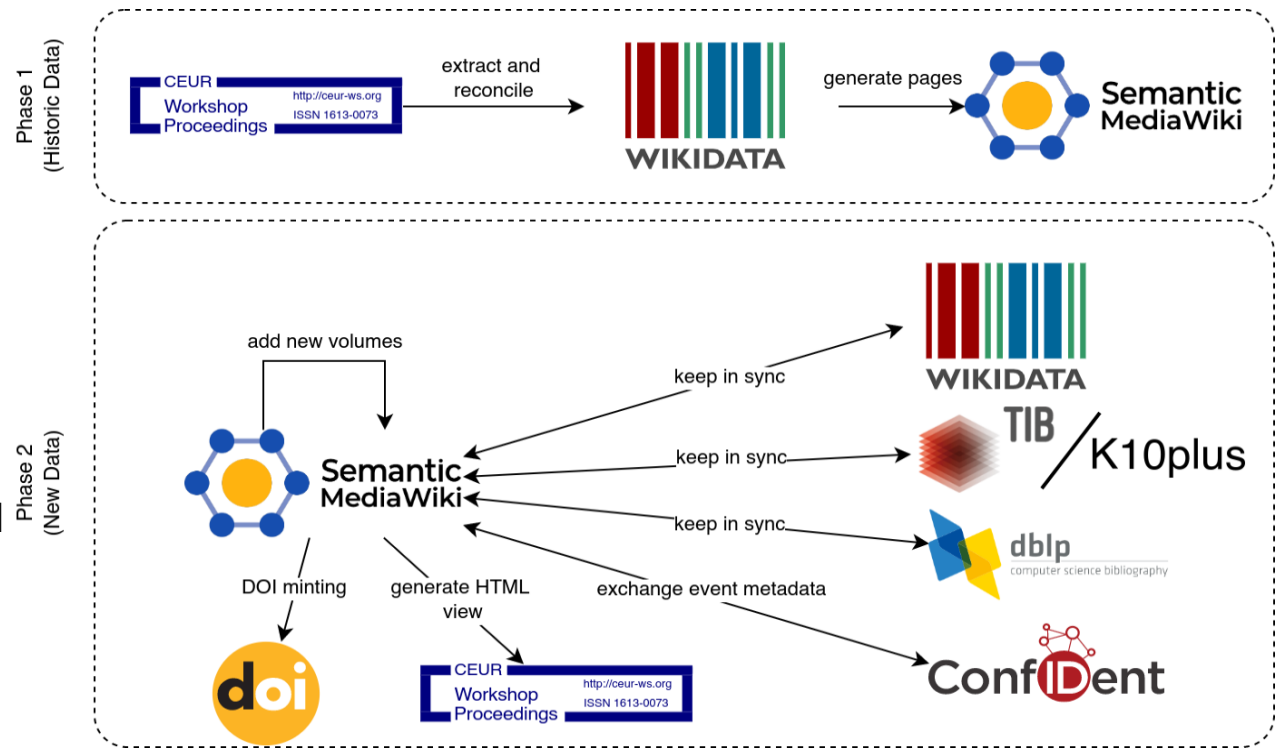 Phase 1
(Historic Data)
CEUR
Workshop
Proceedings
http://ceur-ws.org
ISSN 1613-0073
extract and
reconcile
WIKIDATA
generate pages
Semantic
MediaWiki
Phase 2
(New Data)
add new volumes
Semantic
MediaWiki
keep in sync
WIKIDATA
keep in sync
TIB
/K10plus
keep in sync
dblp
computer science bibliography
exchange event metadata
ConfIDent
DOI minting
doi
generate HTML
view
CEUR
Workshop
Proceedings
http://ceur-ws.org
ISSN 1613-0073